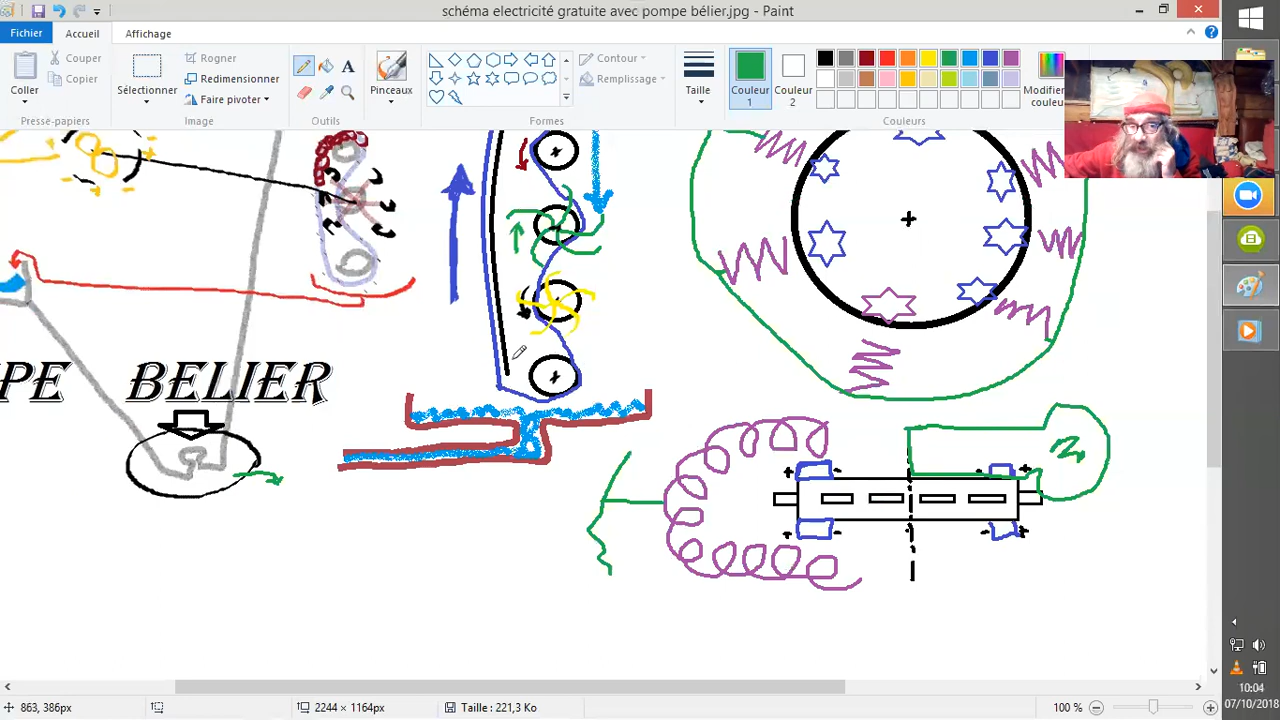 schéma electricité gratuite avec pompe bélier.jpg - Paint
Fichier
Accueil
Affichage
Coller
Couper
Copier
Presse-papiers
Sélectionner
Rogner
Redimensionner
Faire pivoter
Image
A
Outils
Pinceaux
Contour
Remplissage
Formes
Taille
Couleur
1
Couleur
2
Modifier
couleu
Couleurs
PE BELIER
863, 386px
2244 × 1164px
Taille : 221,3 Ko
100 %
10:04
07/10/2018